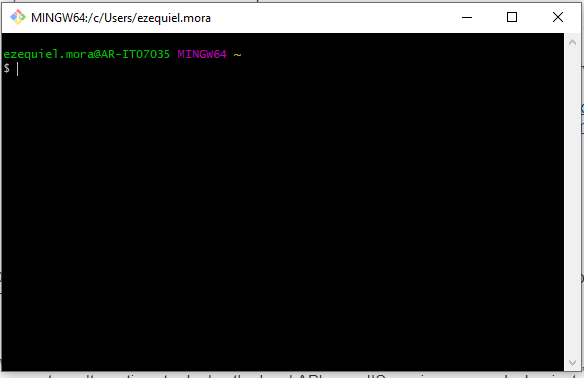 MINGW64:/c/Users/ezequiel.mora
ezequiel.mora@AR-IT07035 MINGW64 ~
$